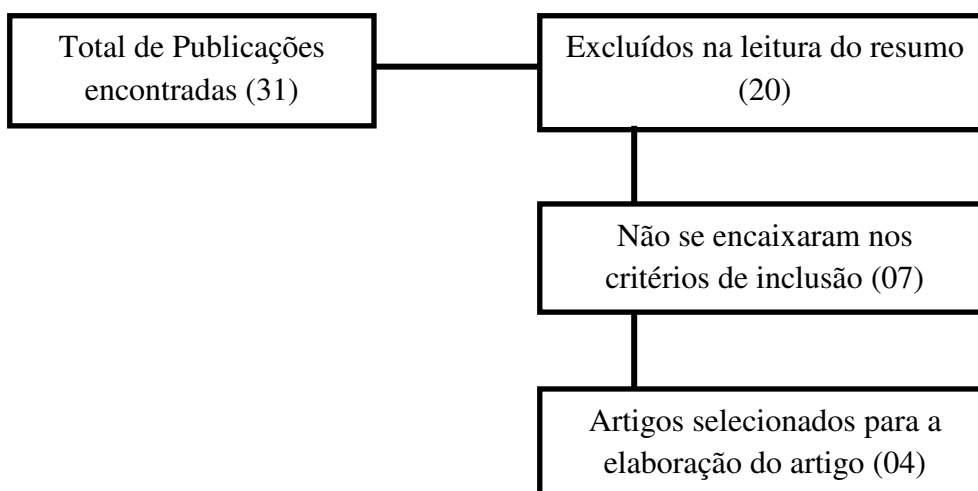 Total de Publicações
encontradas (31)
Excluídos na leitura do resumo
(20)
Não se encaixaram nos
critérios de inclusão (07)
Artigos selecionados para a
elaboração do artigo (04)